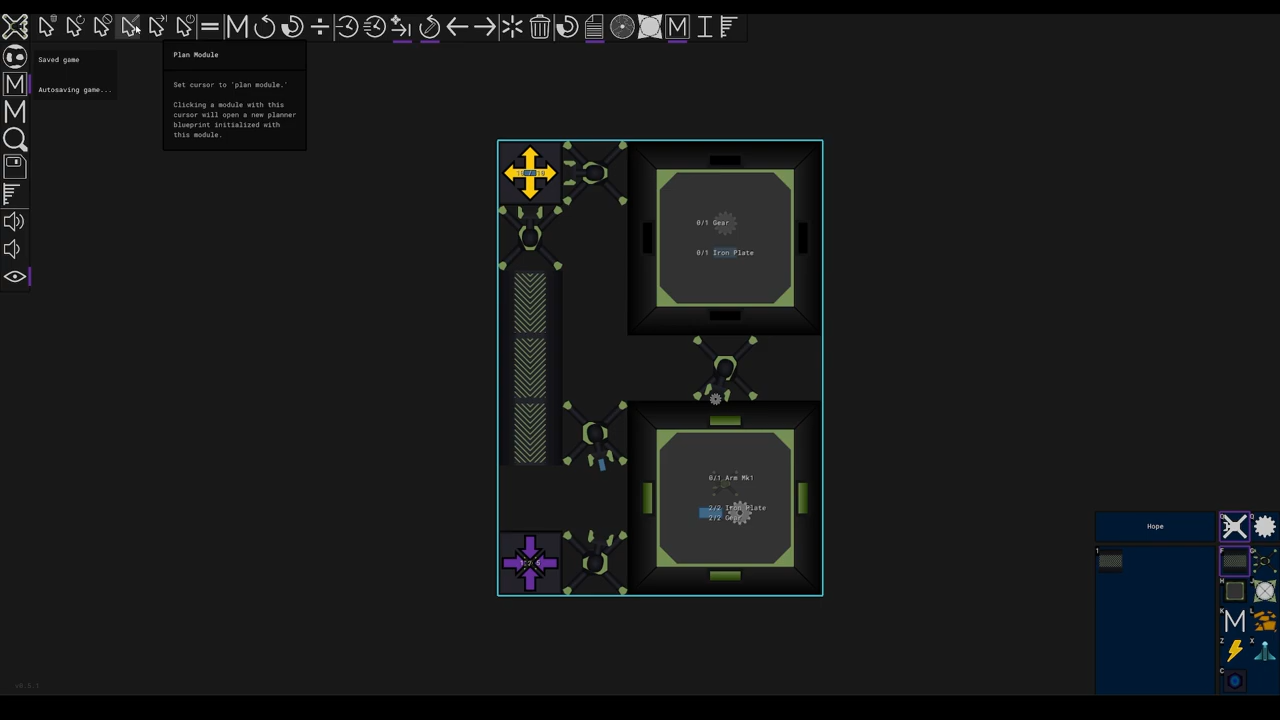 Saved game
Autosaving game...
Plan Module
Set cursor to 'plan module.'
Clicking a module with this
cursor will open a new planner
blueprint initialized with
this module.
0/1 Gear
0/1 Iron Plate
0/1 Arm Mk1
2/2 Iron Plate
2/2 Gear
Hope
1